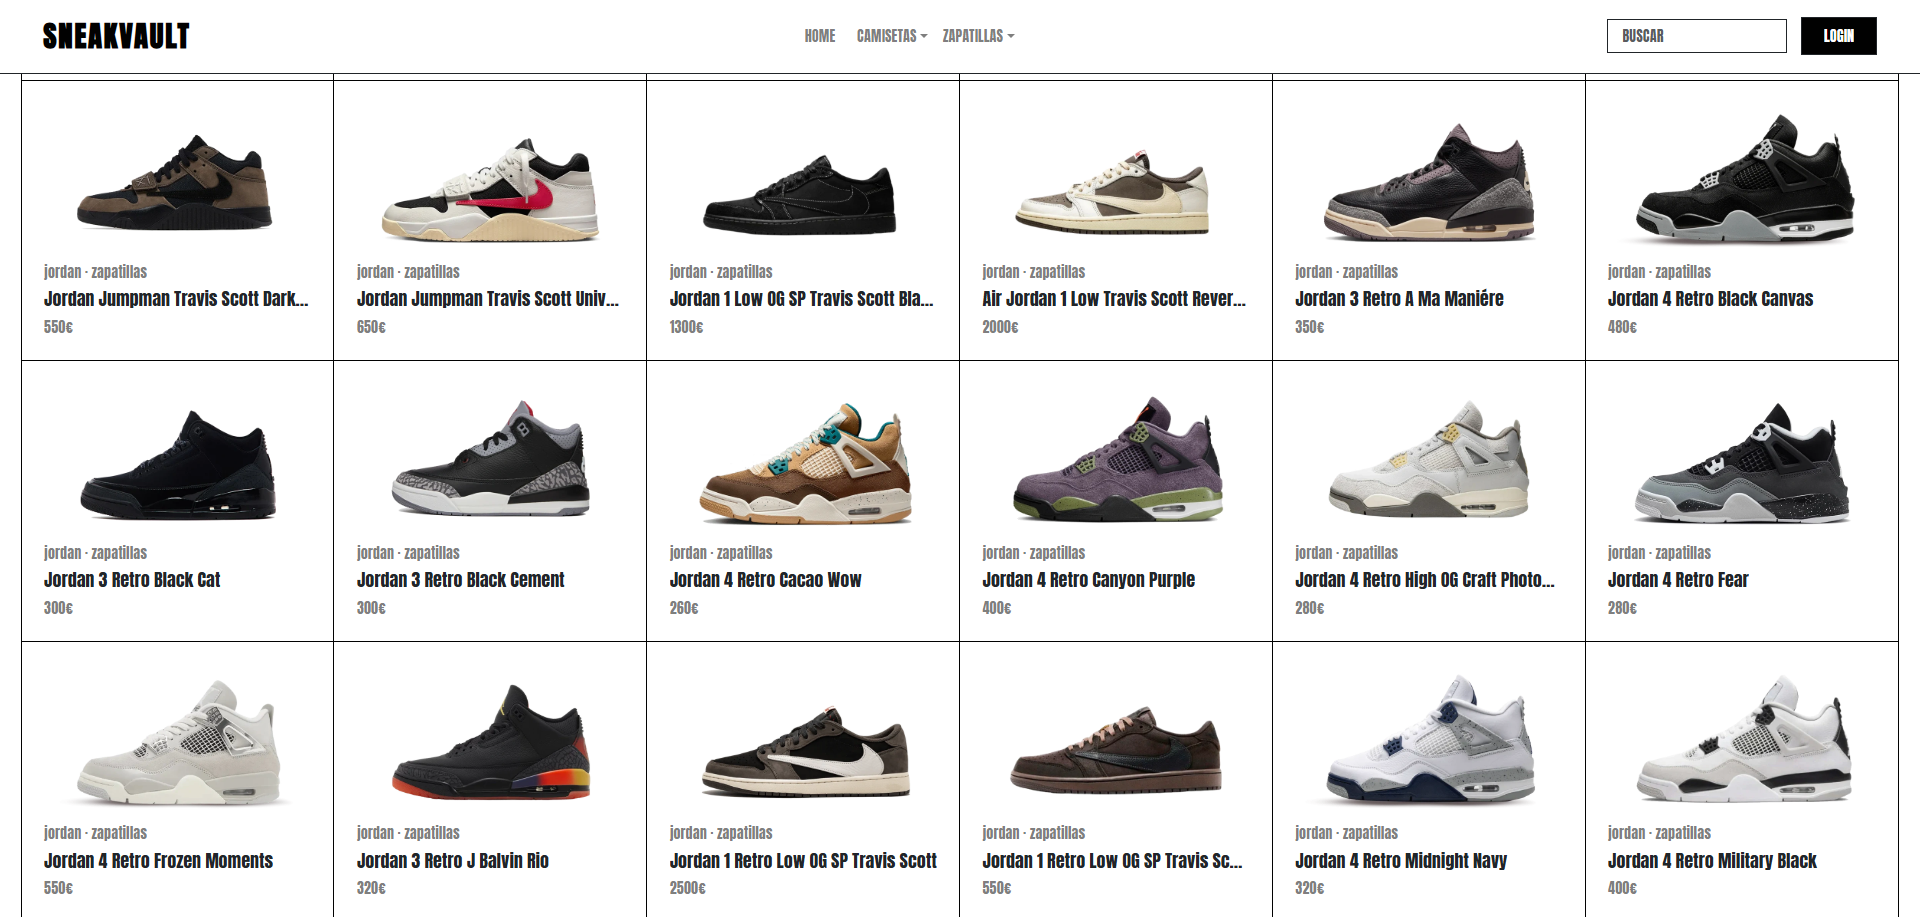 SNEAKVAULT
HOME CAMISETAS ZAPATILLAS
BUSCAR
LOGIN
jordan · zapatillas
Jordan Jumpman Travis Scott Dark...
550€
jordan · zapatillas
Jordan Jumpman Travis Scott Univ...
650€
jordan · zapatillas
Jordan 1 Low OG SP Travis Scott Bla...
1300€
jordan · zapatillas
Air Jordan 1 Low Travis Scott Rever...
2000€
jordan · zapatillas
Jordan 3 Retro A Ma Maniére
350€
jordan · zapatillas
Jordan 4 Retro Black Canvas
480€
jordan · zapatillas
Jordan 3 Retro Black Cat
300€
jordan · zapatillas
Jordan 3 Retro Black Cement
300€
jordan · zapatillas
Jordan 4 Retro Cacao Wow
260€
jordan · zapatillas
Jordan 4 Retro Canyon Purple
400€
jordan · zapatillas
Jordan 4 Retro High OG Craft Photo...
280€
jordan · zapatillas
Jordan 4 Retro Fear
280€
jordan · zapatillas
Jordan 4 Retro Frozen Moments
550€
jordan · zapatillas
Jordan 3 Retro J Balvin Rio
320€
jordan · zapatillas
Jordan 1 Retro Low OG SP Travis Scott
2500€
jordan · zapatillas
Jordan 1 Retro Low OG SP Travis Sc...
550€
jordan · zapatillas
Jordan 4 Retro Midnight Navy
320€
jordan · zapatillas
Jordan 4 Retro Military Black
400€